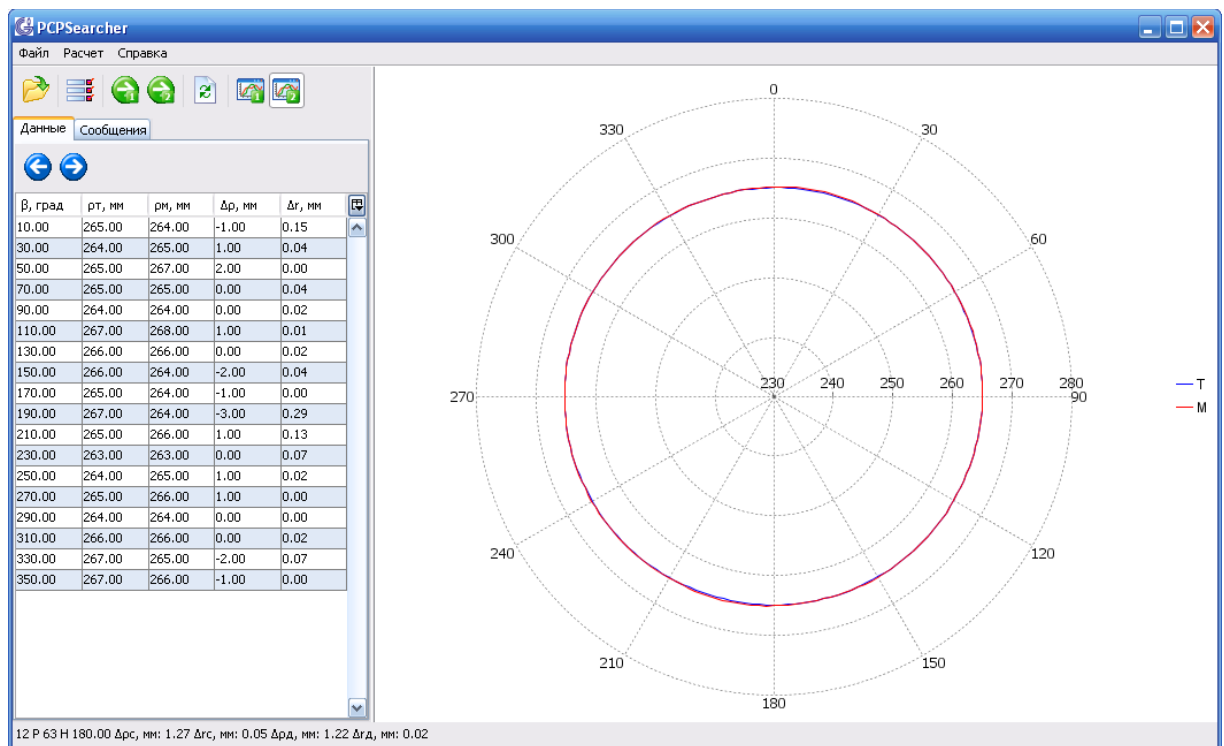 PCPSearcher
Файл Расчет Справка
Данные Сообщения
β, град ρт, мм ρм, мм Δρ, мм Δr, мм
10.00 265.00 264.00 -1.00 0.15
30.00 264.00 265.00 1.00 0.04
50.00 265.00 267.00 2.00 0.00
70.00 265.00 265.00 0.00 0.04
90.00 264.00 264.00 0.00 0.02
110.00 267.00 268.00 1.00 0.01
130.00 266.00 266.00 0.00 0.02
150.00 266.00 264.00 -2.00 0.04
170.00 265.00 264.00 -1.00 0.00
190.00 267.00 264.00 -3.00 0.29
210.00 265.00 266.00 1.00 0.13
230.00 263.00 263.00 0.00 0.07
250.00 264.00 265.00 1.00 0.02
270.00 265.00 266.00 1.00 0.00
290.00 264.00 264.00 0.00 0.00
310.00 266.00 266.00 0.00 0.02
330.00 267.00 265.00 -2.00 0.07
350.00 267.00 266.00 -1.00 0.00
0
330 30
300 60
230 240 250 260 270 280
270 90
240 120
210 150
180
T
M
12 P 63 H 180.00 Δρс, мм: 1.27 Δrс, мм: 0.05 Δρд, мм: 1.22 Δrд, мм: 0.02